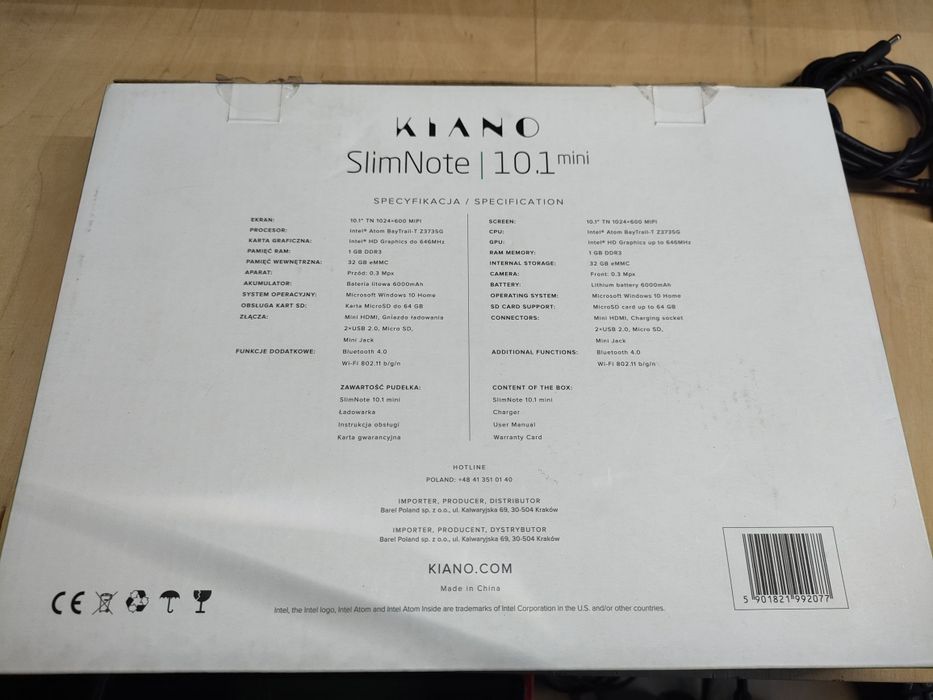 KIANO
SlimNote | 10.1 mini
SPECYFIKACJA / SPECIFICATION
EKRAN: 10.1" TN 1024×600 MIPI
PROCESOR: Intel® Atom BayTrail-T Z3735G
KARTA GRAFICZNA: Intel® HD Graphics do 646MHz
PAMIĘĆ RAM: 1 GB DDR3
PAMIĘĆ WEWNĘTRZNA: 32 GB eMMC
APARAT: Przód: 0.3 Mpx
AKUMULATOR: Bateria litowa 6000mAh
SYSTEM OPERACYJNY: Microsoft Windows 10 Home
OBSŁUGA KART SD: Karta MicroSD do 64 GB
ZŁĄCZA: Mini HDMI, Gniazdo ładowania
2×USB 2.0, Micro SD,
Mini Jack
FUNKCJE DODATKOWE: Bluetooth 4.0
Wi-Fi 802.11 b/g/n
ZAWARTOŚĆ PUDEŁKA:
SlimNote 10.1 mini
Ładowarka
Instrukcja obsługi
Karta gwarancyjna
SCREEN: 10.1" TN 1024×600 MIPI
CPU: Intel® Atom BayTrail-T Z3735G
GPU: Intel® HD Graphics up to 646MHz
RAM MEMORY: 1 GB DDR3
INTERNAL STORAGE: 32 GB eMMC
CAMERA: Front: 0.3 Mpx
BATTERY: Lithium battery 6000mAh
OPERATING SYSTEM: Microsoft Windows 10 Home
SD CARD SUPPORT: MicroSD card up to 64 GB
CONNECTORS: Mini HDMI, Charging socket
2×USB 2.0, Micro SD,
Mini Jack
ADDITIONAL FUNCTIONS: Bluetooth 4.0
Wi-Fi 802.11 b/g/n
CONTENT OF THE BOX:
SlimNote 10.1 mini
Charger
User Manual
Warranty Card
HOTLINE
POLAND: +48 41 351 01 40
IMPORTER, PRODUCER, DISTRIBUTOR
Barel Poland sp. z o.o., ul. Kalwaryjska 69, 30-504 Kraków
IMPORTER, PRODUCENT, DYSTRYBUTOR
Barel Poland sp. z o.o., ul. Kalwaryjska 69, 30-504 Kraków
KIANO.COM
Made in China
CE
Intel, the Intel logo, Intel Atom and Intel Atom Inside are trademarks of Intel Corporation in the U.S. and/or other countries.
5 901821 992077